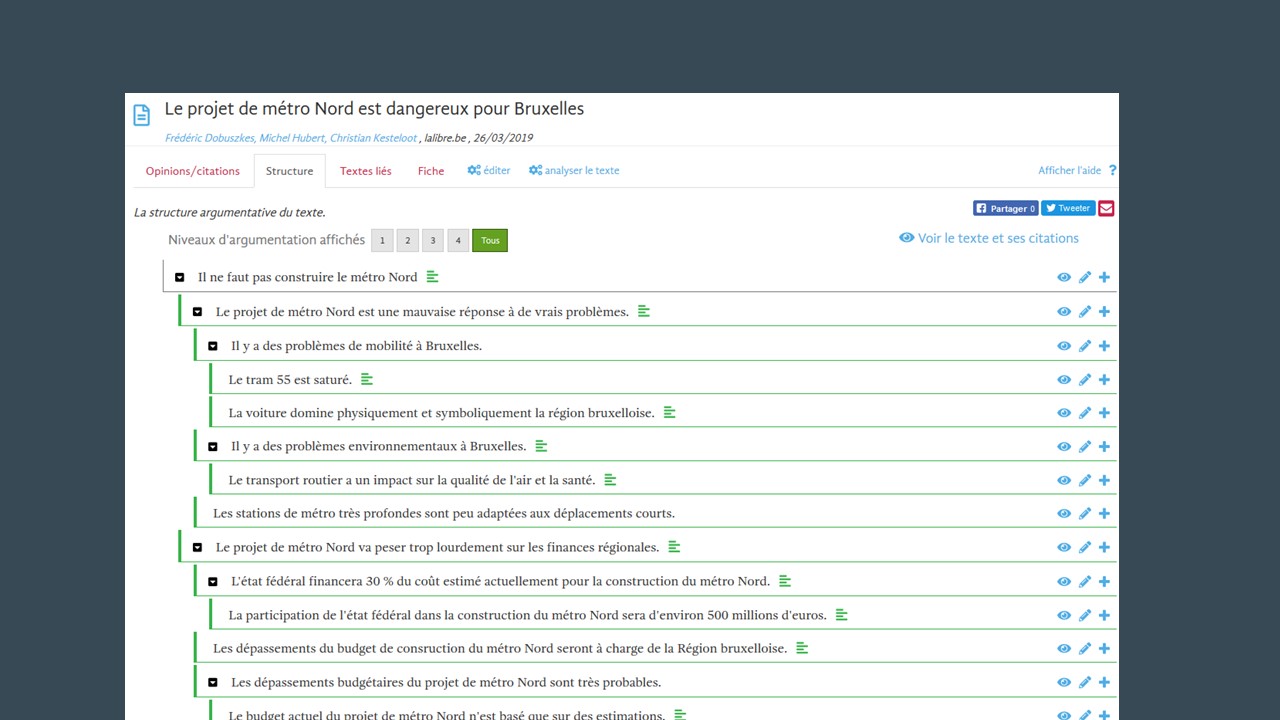 Le projet de métro Nord est dangereux pour Bruxelles
Frédéric Dobuszkes, Michel Hubert, Christian Kesteloot , lalibre.be , 26/03/2019
Opinions/citations Structure Textes liés Fiche éditer analyser le texte Afficher l'aide ?
La structure argumentative du texte. Partager 0 Tweeter
Niveaux d'argumentation affichés 1 2 3 4 Tous Voir le texte et ses citations
Il ne faut pas construire le métro Nord
Le projet de métro Nord est une mauvaise réponse à de vrais problèmes.
Il y a des problèmes de mobilité à Bruxelles.
Le tram 55 est saturé.
La voiture domine physiquement et symboliquement la région bruxelloise.
Il y a des problèmes environnementaux à Bruxelles.
Le transport routier a un impact sur la qualité de l'air et la santé.
Les stations de métro très profondes sont peu adaptées aux déplacements courts.
Le projet de métro Nord va peser trop lourdement sur les finances régionales.
L'état fédéral financera 30 % du coût estimé actuellement pour la construction du métro Nord.
La participation de l'état fédéral dans la construction du métro Nord sera d'environ 500 millions d'euros.
Les dépassements du budget de consruction du métro Nord seront à charge de la Région bruxelloise.
Les dépassements budgétaires du projet de métro Nord sont très probables.
Le budget actuel du projet de métro Nord n'est basé que sur des estimations.